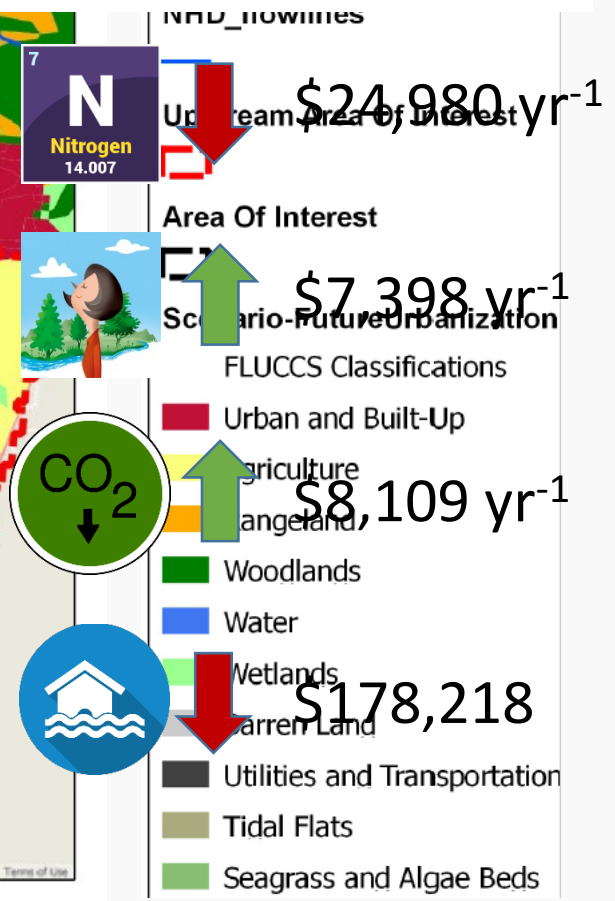 NHD_flowlines
7
N
Nitrogen
14.007
$24,980 yr-1
Upstream Area Of Interest
Area Of Interest
$7,398 yr-1
Scenario-FutureUrbanization
FLUCCS Classifications
Urban and Built-Up
CO2
Agriculture
$8,109 yr-1
Rangeland
Woodlands
Water
Wetlands
$178,218
Barren Land
Utilities and Transportation
Tidal Flats
Terms of Use
Seagrass and Algae Beds